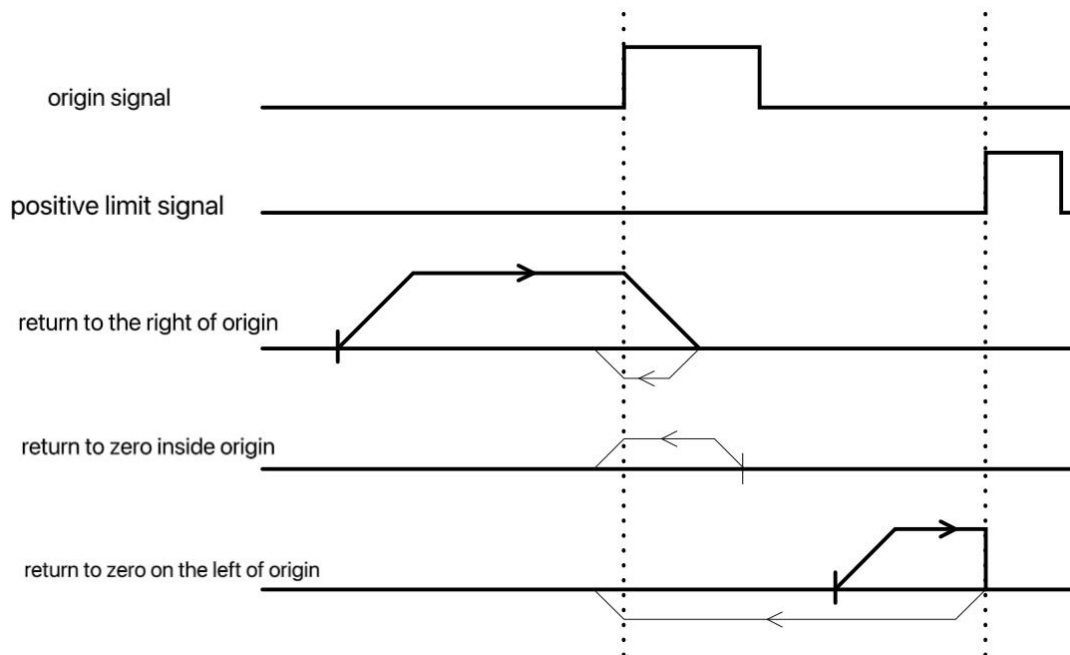 origin signal
positive limit signal
return to the right of origin
return to zero inside origin
return to zero on the left of origin